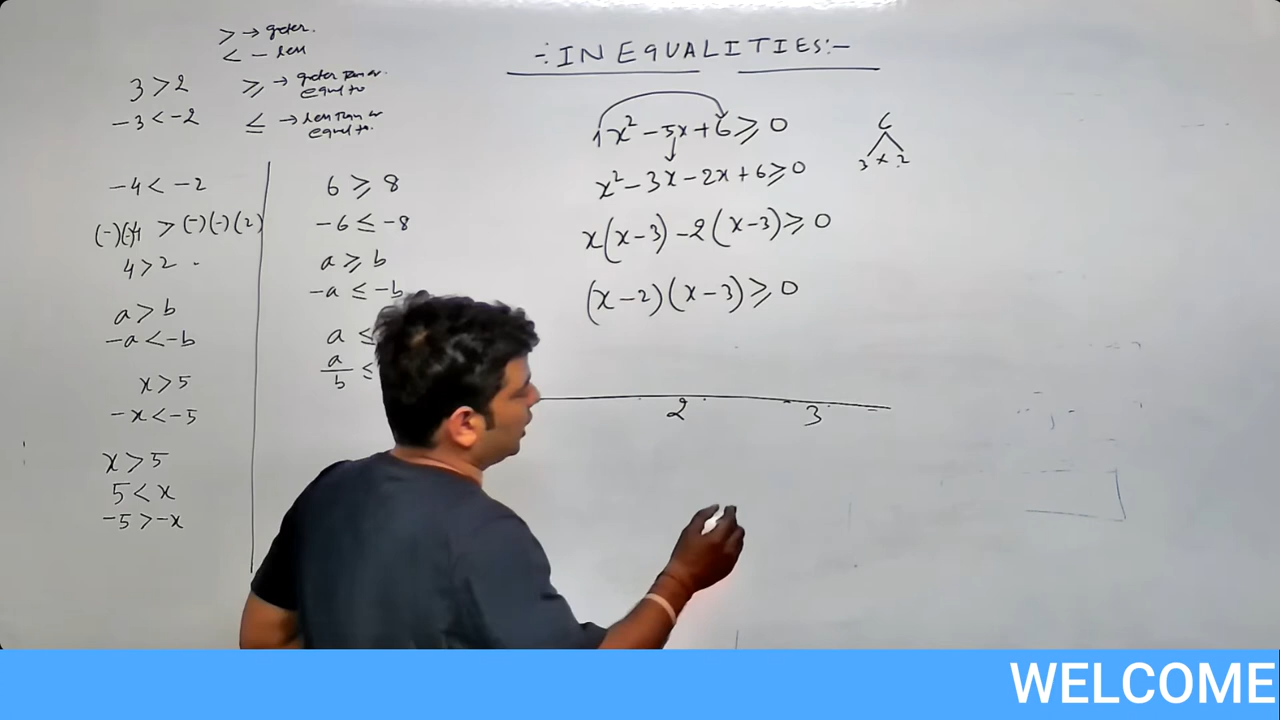 > → greter.
< – less
3 > 2
⩾ → greter than or equal to
-3 < -2
≤ → less than or equal to.
-4 < -2
(-)(-)4 > (-)(-)(2)
4 > 2
a > b
-a < -b
x > 5
-x < -5
x > 5
5 < x
-5 > -x
6 ⩾ 8
-6 ≤ -8
a ⩾ b
-a ≤ -b
a ≤
a/b ≤
-:INEQUALITIES:-
1x² - 5x + 6 ⩾ 0
6
3 × 2
x² - 3x - 2x + 6 ⩾ 0
x(x-3) - 2(x-3) ⩾ 0
(x-2)(x-3) ⩾ 0
2 3
WELCOME